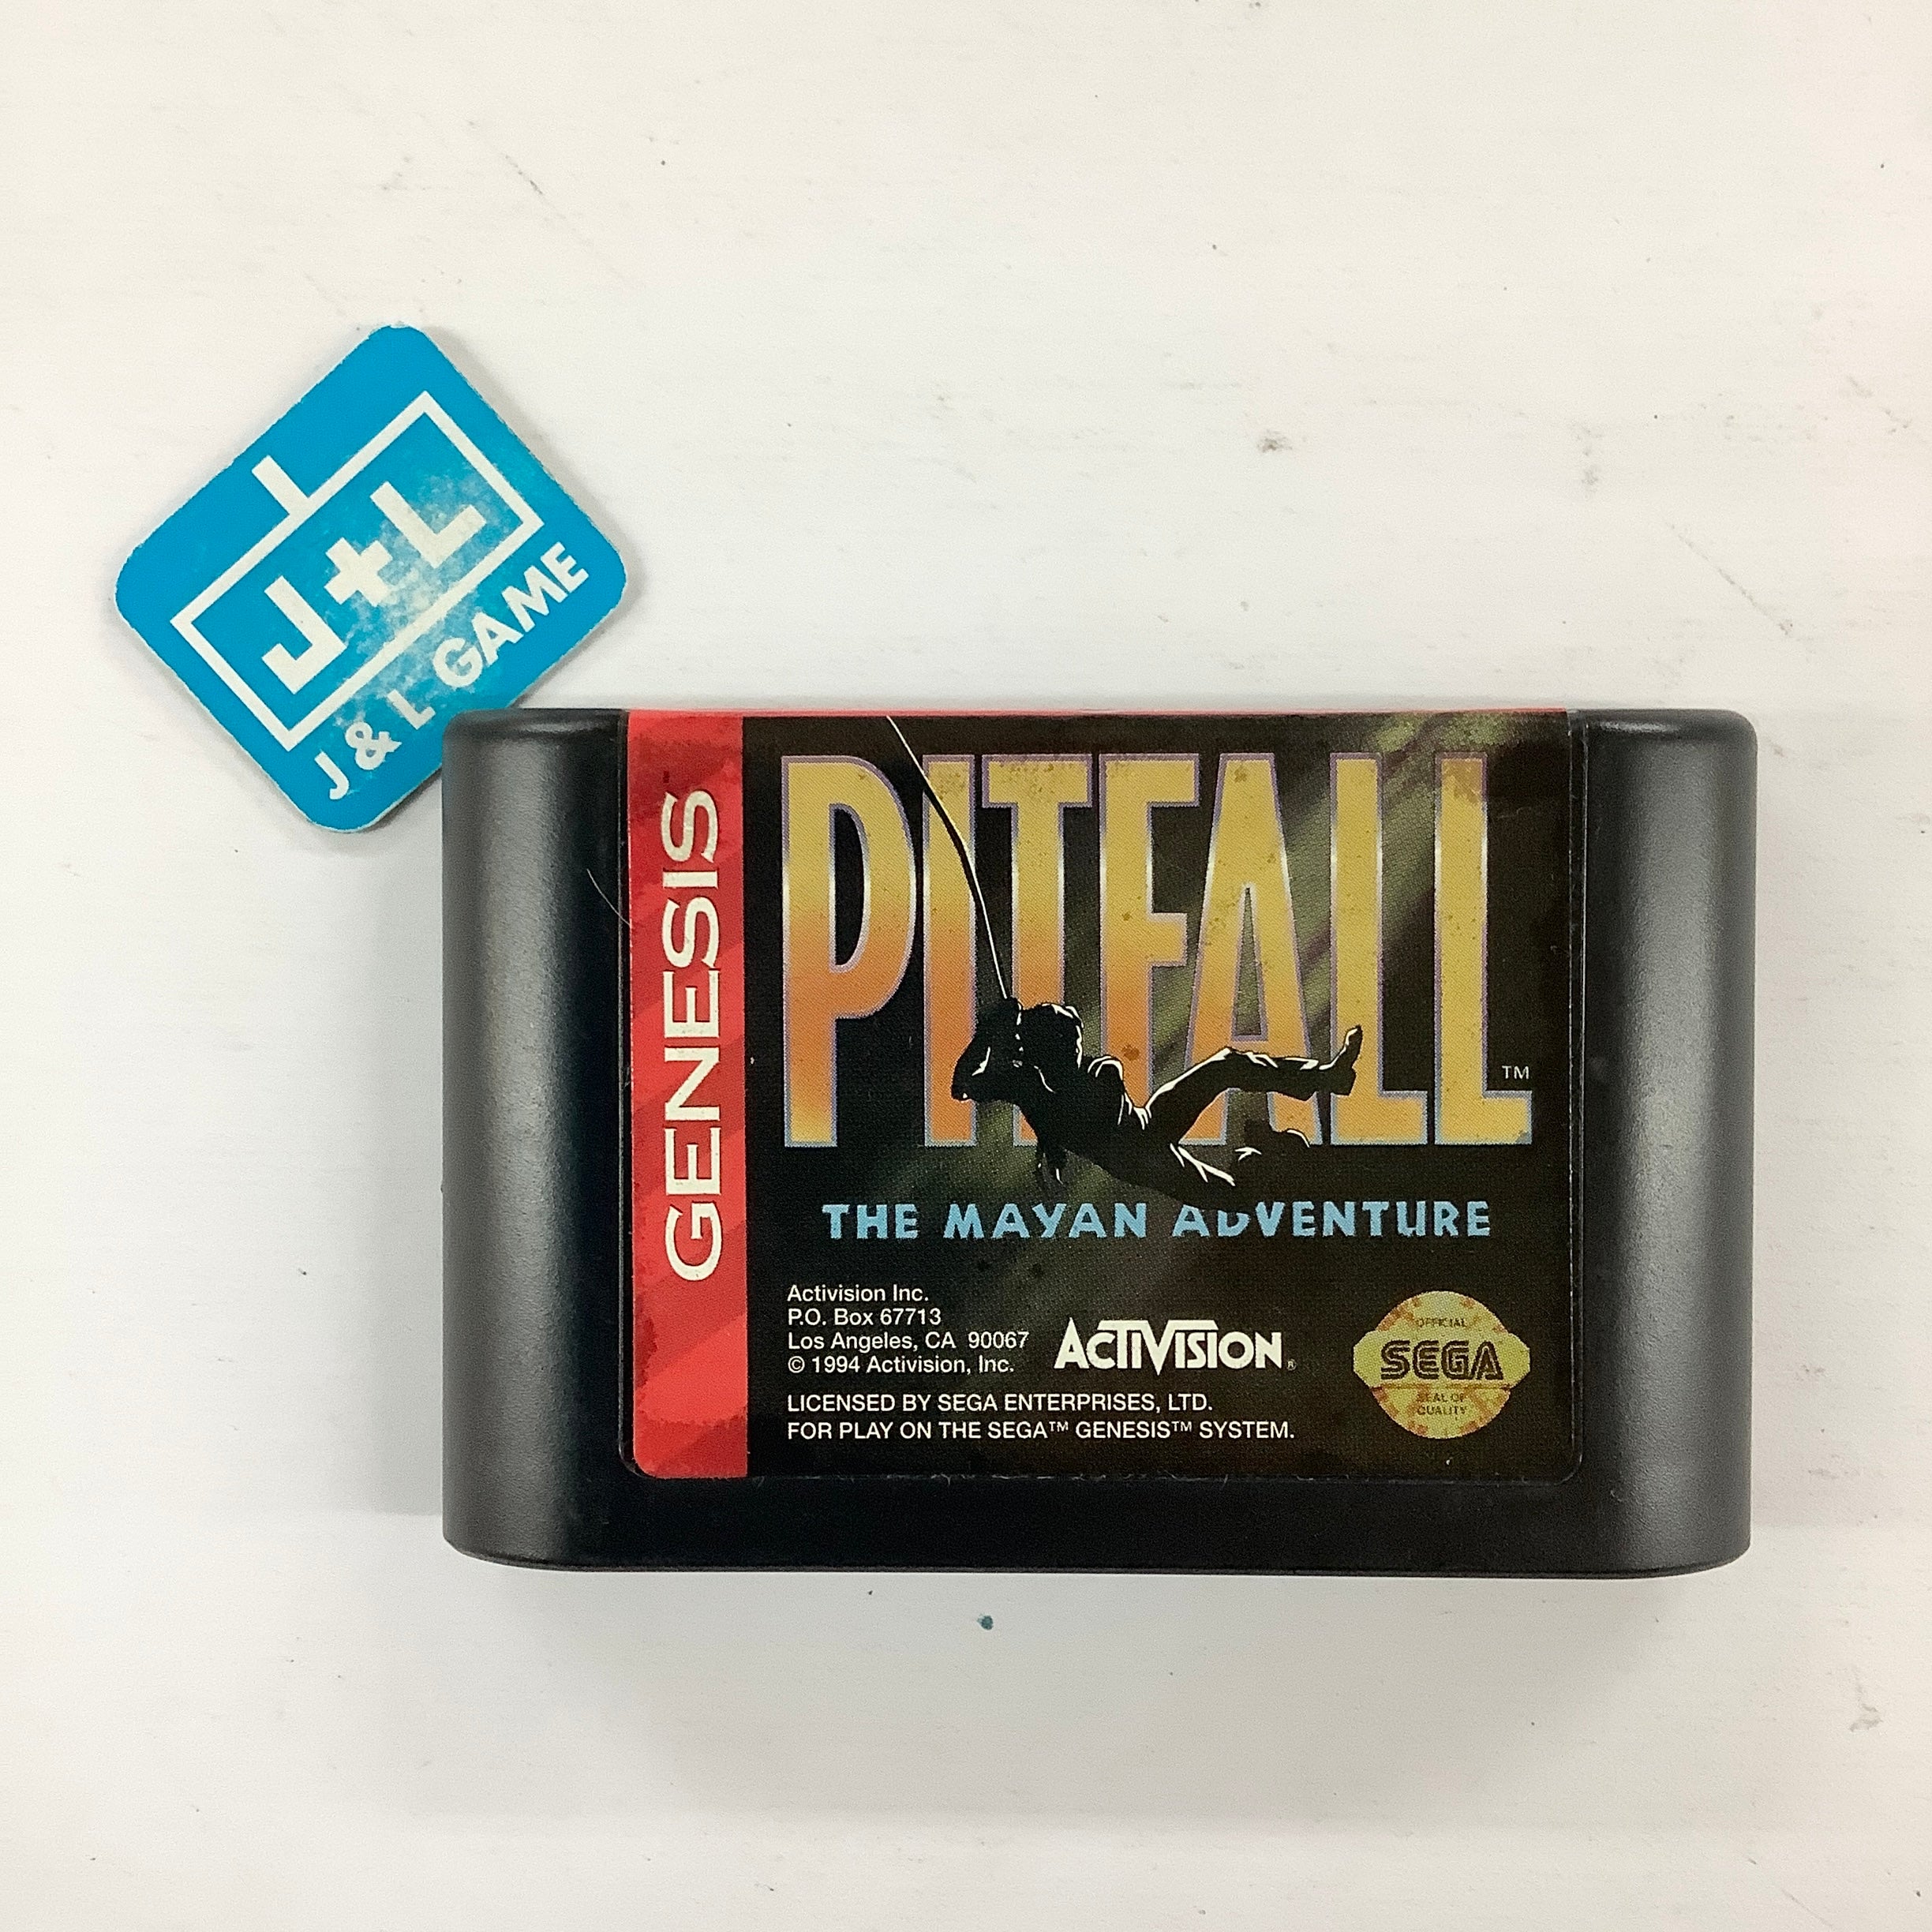 J+L
J & L GAME
GENESIS
PITFALL™
THE MAYAN ADVENTURE
Activision Inc.
P.O. Box 67713
Los Angeles, CA 90067
© 1994 Activision, Inc.
ACTIVISION®
OFFICIAL
SEGA
SEAL OF
QUALITY
LICENSED BY SEGA ENTERPRISES, LTD.
FOR PLAY ON THE SEGA™ GENESIS™ SYSTEM.